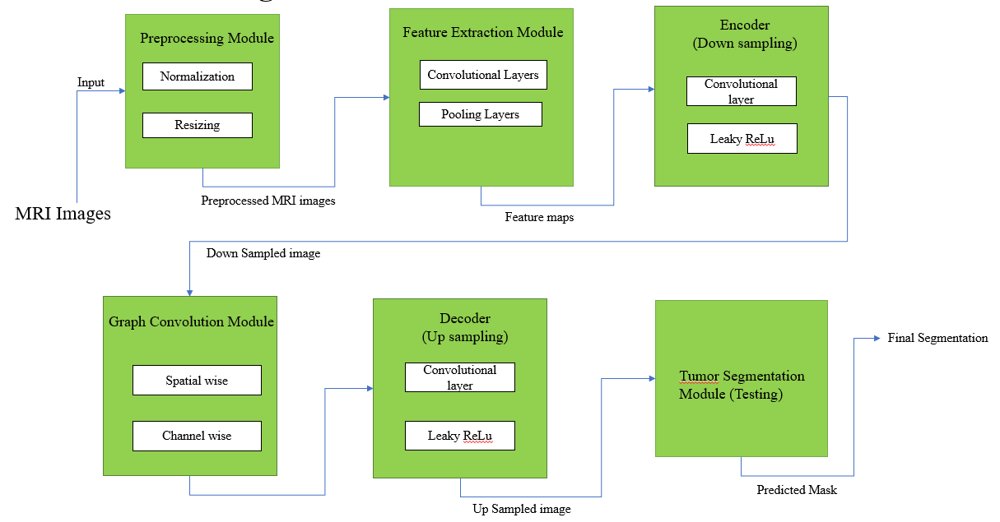 Preprocessing Module
Normalization
Resizing
Input
MRI Images
Preprocessed MRI images
Feature Extraction Module
Convolutional Layers
Pooling Layers
Feature maps
Encoder
(Down sampling)
Convolutional
layer
Leaky ReLu
Down Sampled image
Graph Convolution Module
Spatial wise
Channel wise
Decoder
(Up sampling)
Convolutional
layer
Leaky ReLu
Up Sampled image
Tumor Segmentation
Module (Testing)
Predicted Mask
Final Segmentation